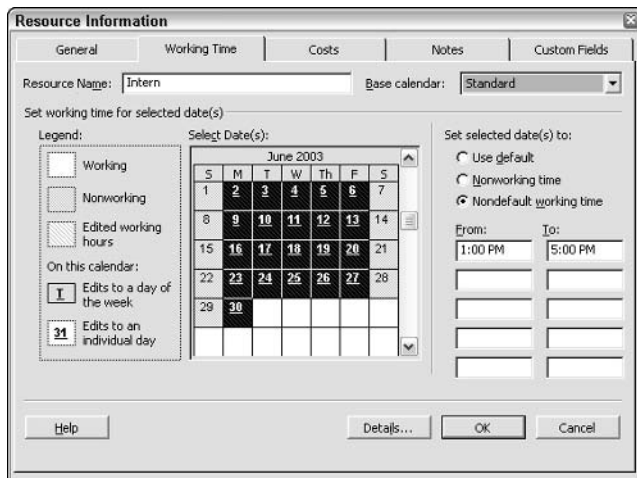 Resource Information
General Working Time Costs Notes Custom Fields
Resource Name: Intern Base calendar: Standard
Set working time for selected date(s)
Legend:
Working
Nonworking
Edited working
hours
On this calendar:
T Edits to a day of
the week
31 Edits to an
individual day
Select Date(s):
June 2003
S M T W Th F S
1 2 3 4 5 6 7
8 9 10 11 12 13 14
15 16 17 18 19 20 21
22 23 24 25 26 27 28
29 30
Set selected date(s) to:
Use default
Nonworking time
Nondefault working time
From: To:
1:00 PM 5:00 PM
Help Details... OK Cancel